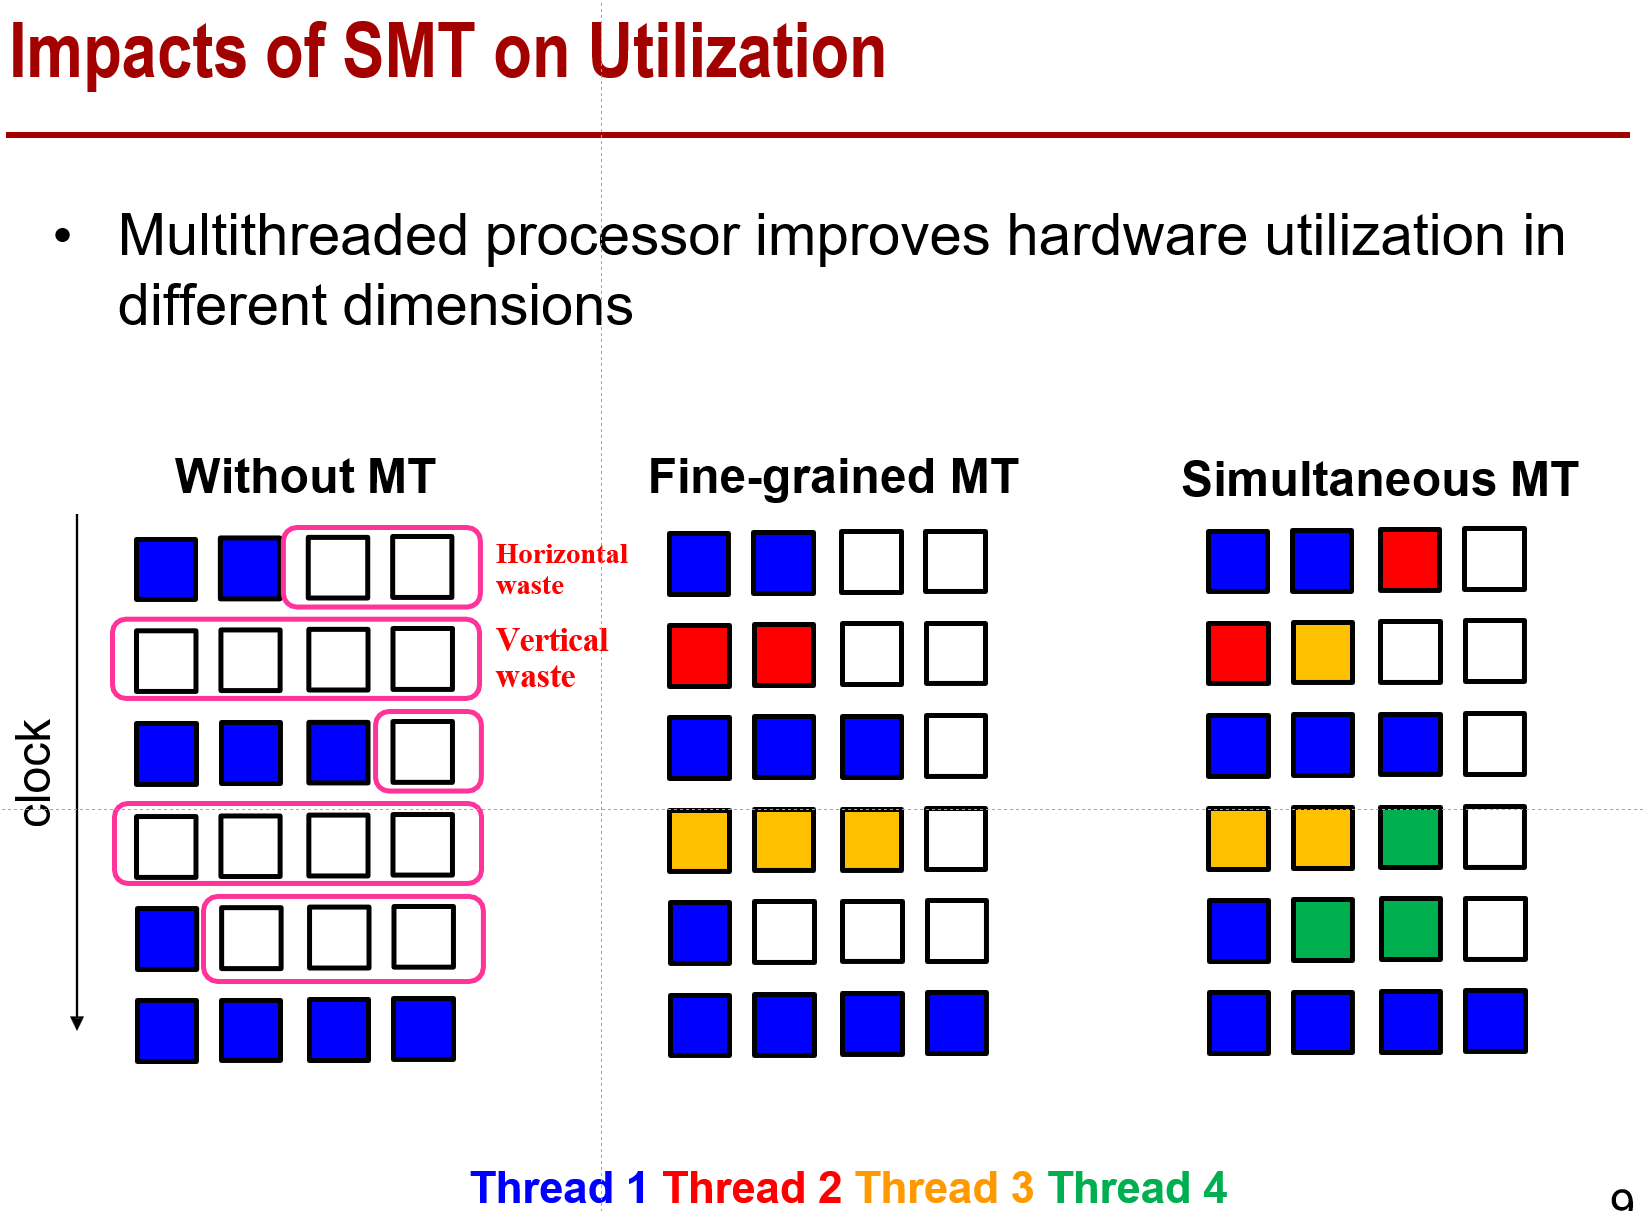 Impacts of SMT on Utilization
• Multithreaded processor improves hardware utilization in
different dimensions
Without MT
Fine-grained MT
Simultaneous MT
Horizontal
waste
Vertical
waste
clock
Thread 1 Thread 2 Thread 3 Thread 4
9